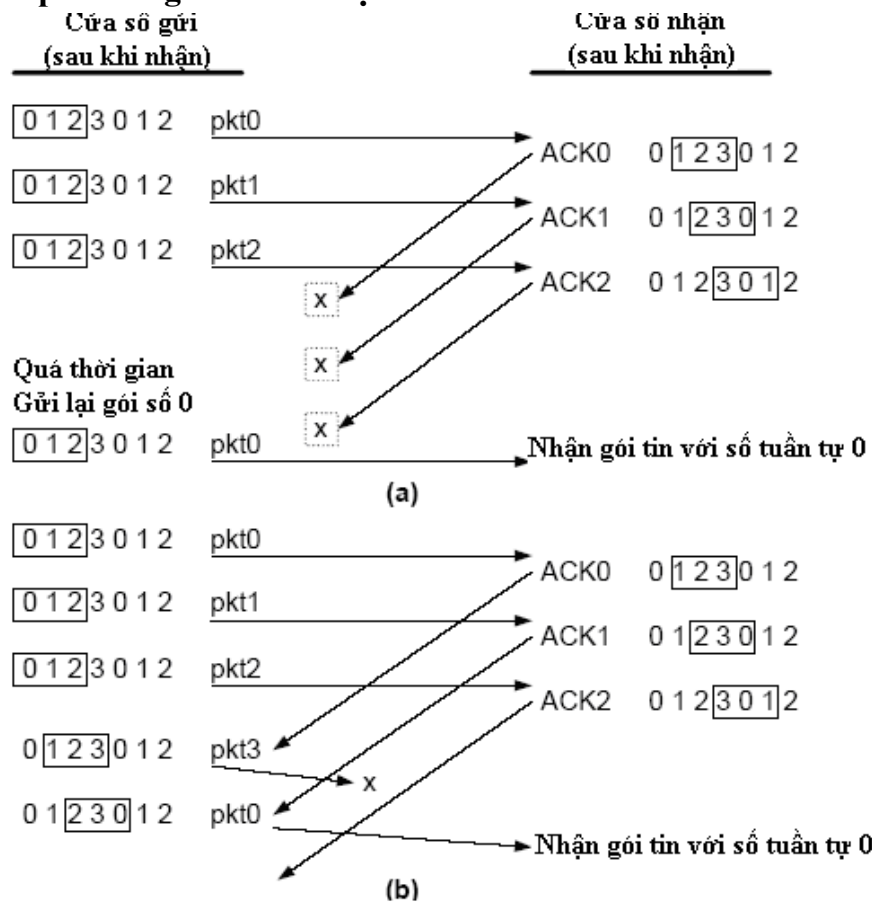 Cửa sổ gửi
(sau khi nhận)
Cửa sổ nhận
(sau khi nhận)
0 1 2 3 0 1 2 pkt0
ACK0 0 1 2 3 0 1 2
0 1 2 3 0 1 2 pkt1
ACK1 0 1 2 3 0 1 2
0 1 2 3 0 1 2 pkt2
ACK2 0 1 2 3 0 1 2
x
x
Quá thời gian
Gửi lại gói số 0
x
0 1 2 3 0 1 2 pkt0
Nhận gói tin với số tuần tự 0
(a)
0 1 2 3 0 1 2 pkt0
ACK0 0 1 2 3 0 1 2
0 1 2 3 0 1 2 pkt1
ACK1 0 1 2 3 0 1 2
0 1 2 3 0 1 2 pkt2
ACK2 0 1 2 3 0 1 2
0 1 2 3 0 1 2 pkt3
x
0 1 2 3 0 1 2 pkt0
Nhận gói tin với số tuần tự 0
(b)